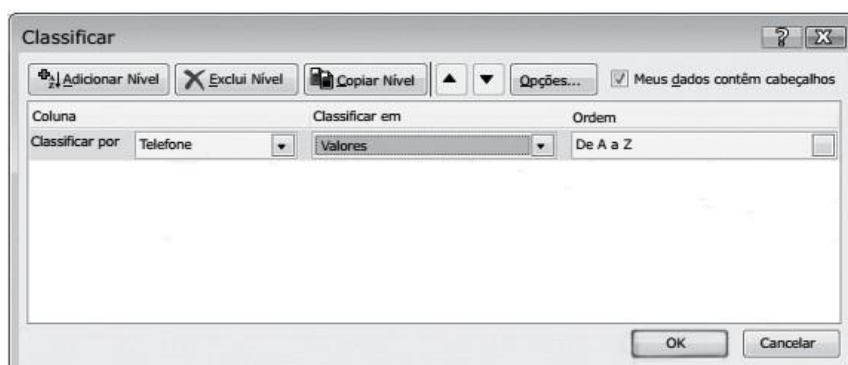 Classificar
Adicionar Nível Exclui Nível Copiar Nível Opções... Meus dados contêm cabeçalhos
Coluna Classificar em Ordem
Classificar por Telefone Valores De A a Z
OK Cancelar